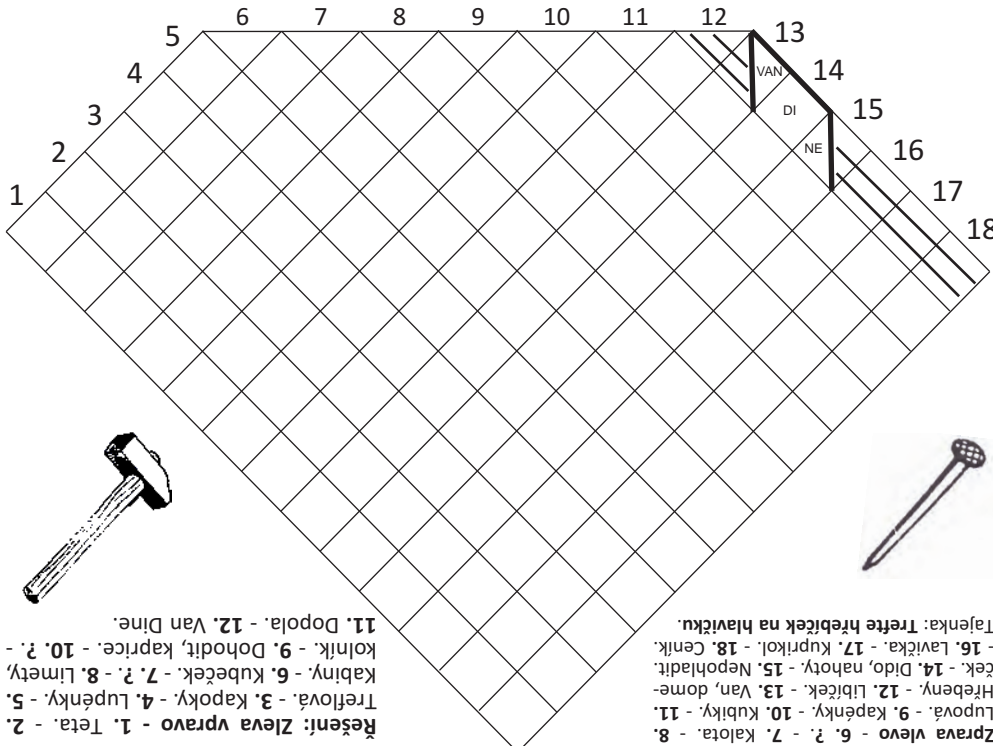 6 7 8 9 10 11 12
5 13
4 14
3 15
2 16
1 17
18
VAN
DI
NE
Řešení: Zleva vpravo - 1. Teta. - 2.
Treflová. - 3. Kapoky. - 4. Lupénky. - 5.
Kabiny. - 6. Kubeček. - 7. ?. - 8. Limety,
kolník. - 9. Dohodit, kaprice. - 10. ?. -
11. Dopola. - 12. Van Dine.
Zprava vlevo - 6. ?. - 7. Kalota. - 8.
Lupová. - 9. Kapénky. - 10. Kubiky. - 11.
Hřebeny. - 12. Libíček. - 13. Van, dome-
ček. - 14. Dido, nahoty. - 15. Nepohladit.
- 16. Lavička. - 17. Kuprikol. - 18. Ceník.
Tajenka: Trefte hřebíček na hlavičku.